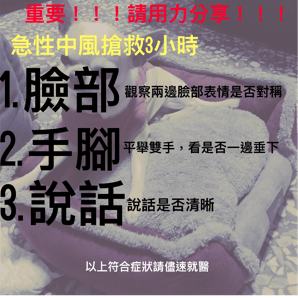 重要！！！請用力分享！！！
急性中風搶救3小時
1.臉部 觀察兩邊臉部表情是否對稱
2.手腳 平舉雙手，看是否一邊垂下
3.說話 說話是否清晰
以上符合症狀請儘速就醫